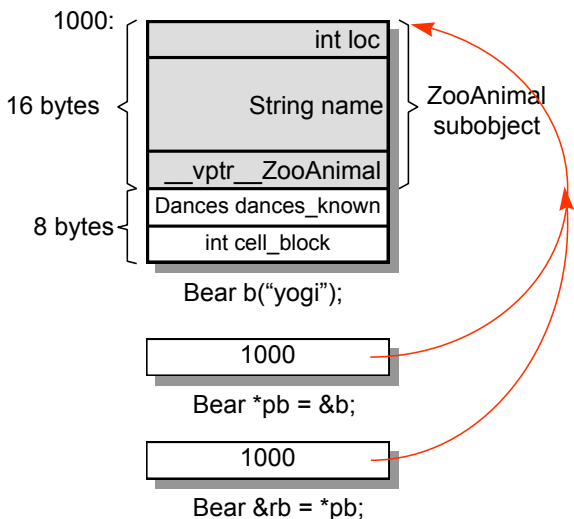 1000:
int loc
16 bytes
String name
ZooAnimal
subobject
__vptr__ZooAnimal
8 bytes
Dances dances_known
int cell_block
Bear b(“yogi”);
1000
Bear *pb = &b;
1000
Bear &rb = *pb;